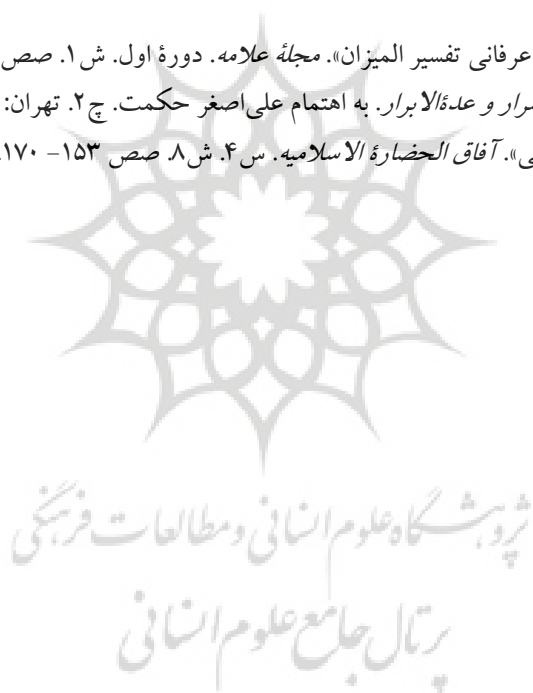 عرفانی تفسیر المیزان». مجلهٔ علامه. دورهٔ اول. ش ۱. صص
سرار و عدةالابرار. به اهتمام علی‌اصغر حکمت. چ ۲. تهران:
ی». آفاق الحضارة الاسلامیه. س ۴. ش ۸. صص ۱۵۳- ۱۷۰.
پژوهشگاه علوم انسانی و مطالعات فرهنگی
پرتال جامع علوم انسانی